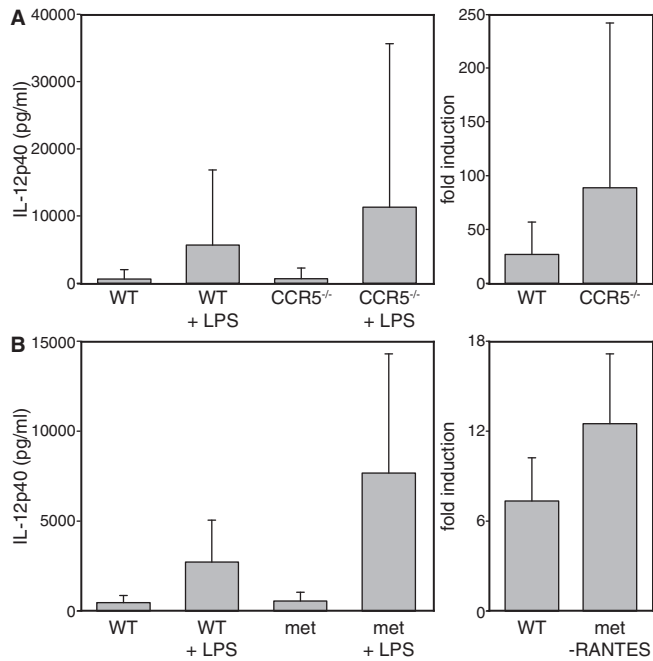 A
IL-12p40 (pg/ml)
40000
30000
20000
10000
0
WT
WT
+ LPS
CCR5-/-
CCR5-/-
+ LPS
fold induction
250
200
150
100
50
0
WT
CCR5-/-
B
IL-12p40 (pg/ml)
15000
10000
5000
0
WT
WT
+ LPS
met
met
+ LPS
fold induction
18
12
6
0
WT
met
-RANTES